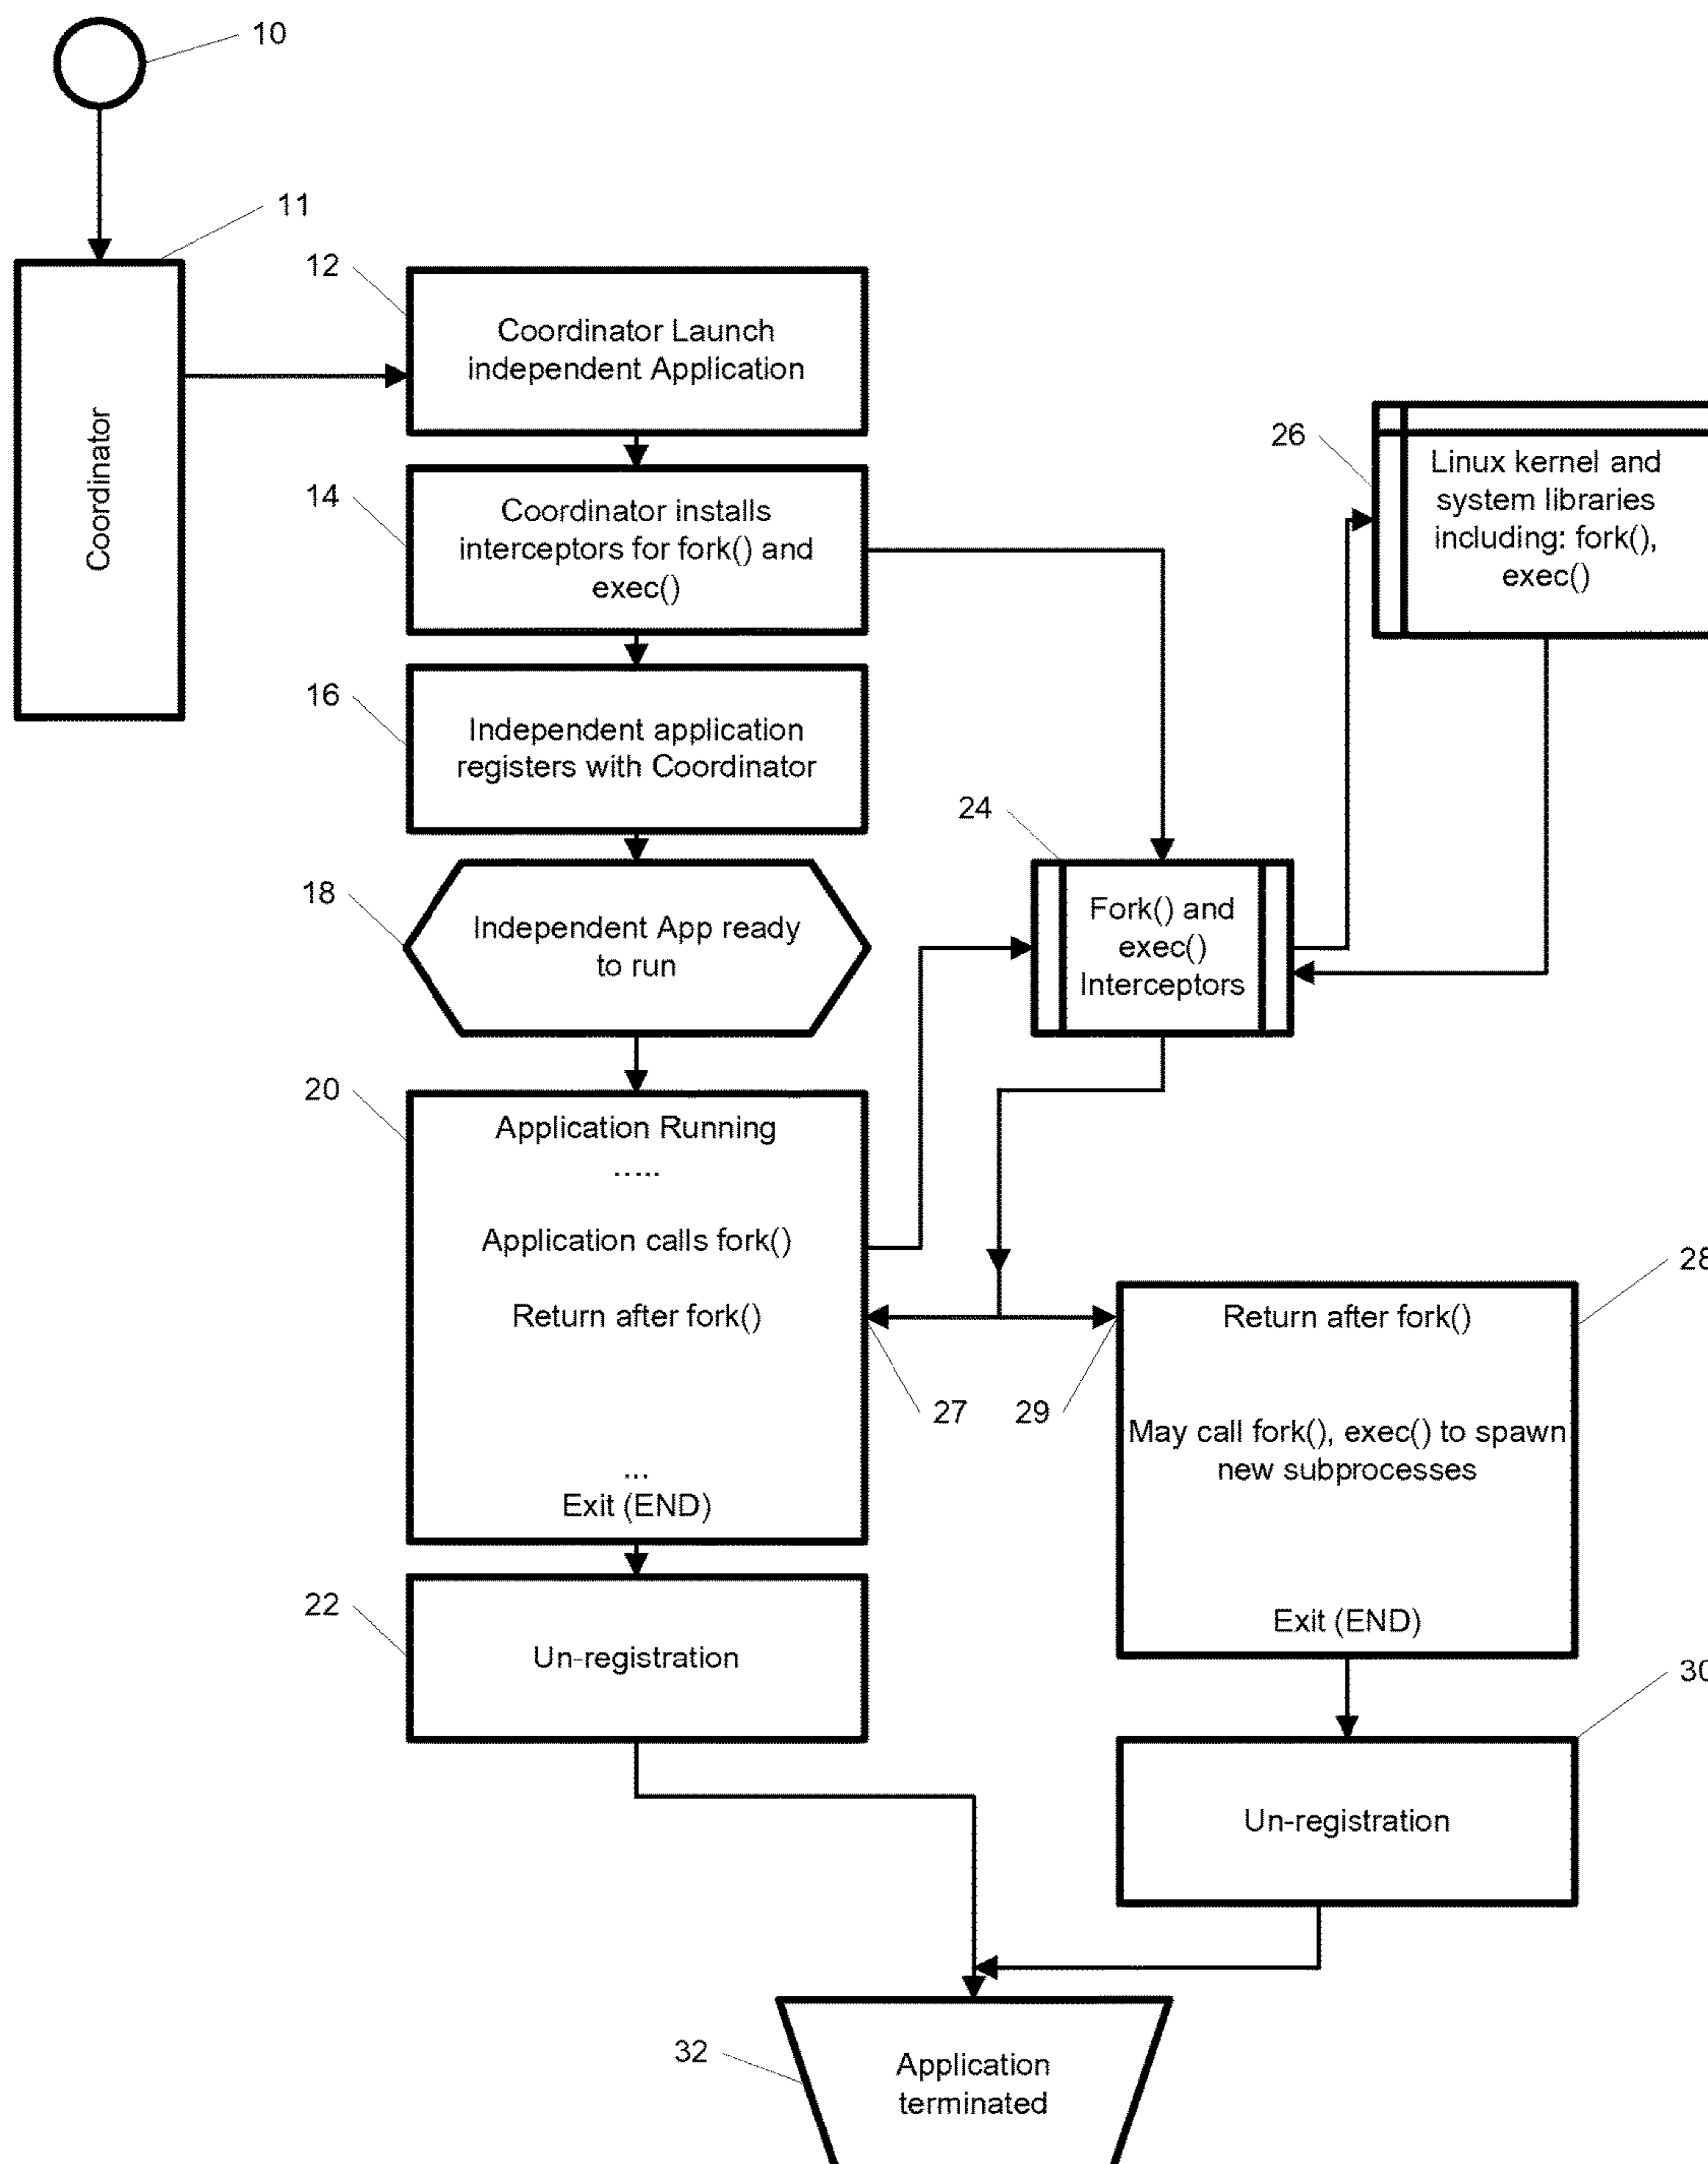 10
11
Coordinator
12
Coordinator Launch
independent Application
14
Coordinator installs
interceptors for fork() and
exec()
26
Linux kernel and
system libraries
including: fork(),
exec()
16
Independent application
registers with Coordinator
24
Fork() and
exec()
Interceptors
18
Independent App ready
to run
20
Application Running
.....
Application calls fork()
Return after fork()
...
Exit (END)
27
29
28
Return after fork()
May call fork(), exec() to spawn
new subprocesses
Exit (END)
22
Un-registration
30
Un-registration
32
Application
terminated